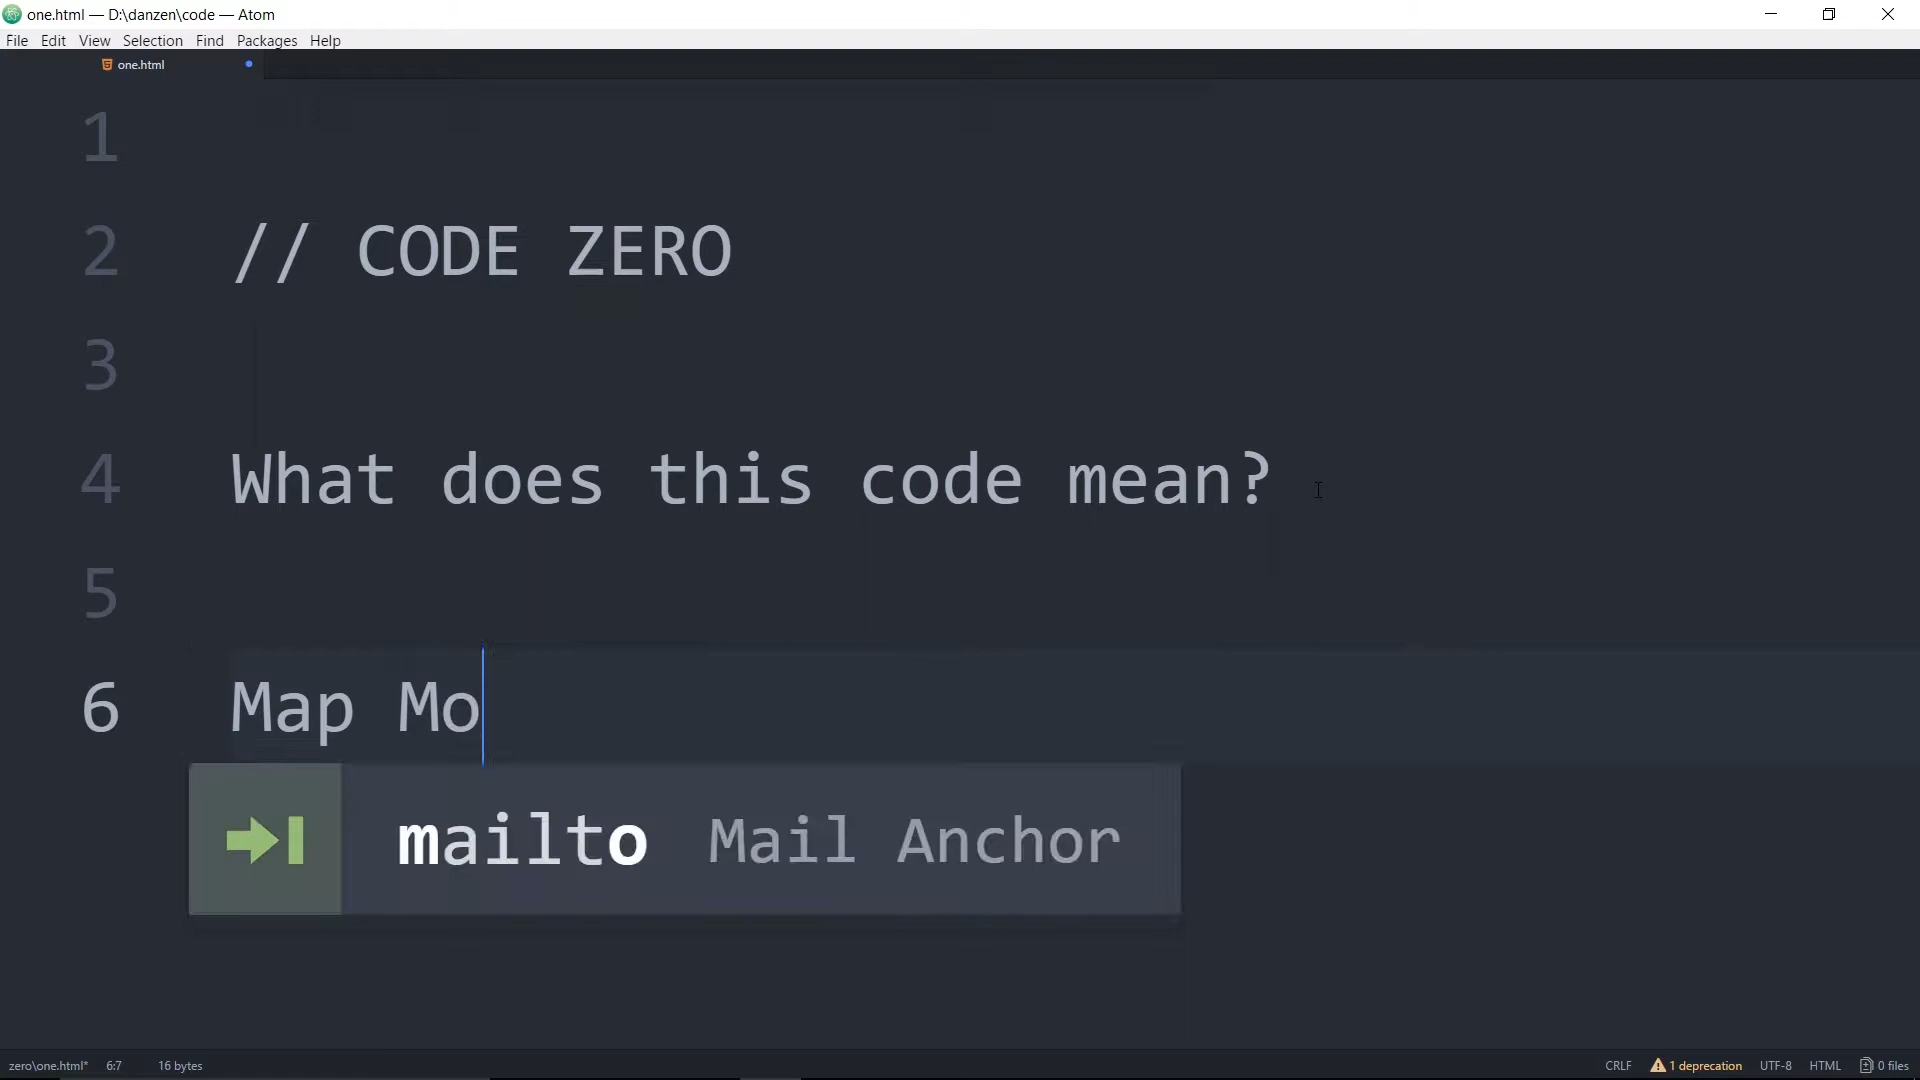 one.html — D:\danzen\code — Atom
File Edit View Selection Find Packages Help
one.html
1
2 // CODE ZERO
3
4 What does this code mean?
5
6 Map Mo
mailto Mail Anchor
zero\one.html* 6:7 16 bytes CRLF 1 deprecation UTF-8 HTML 0 files